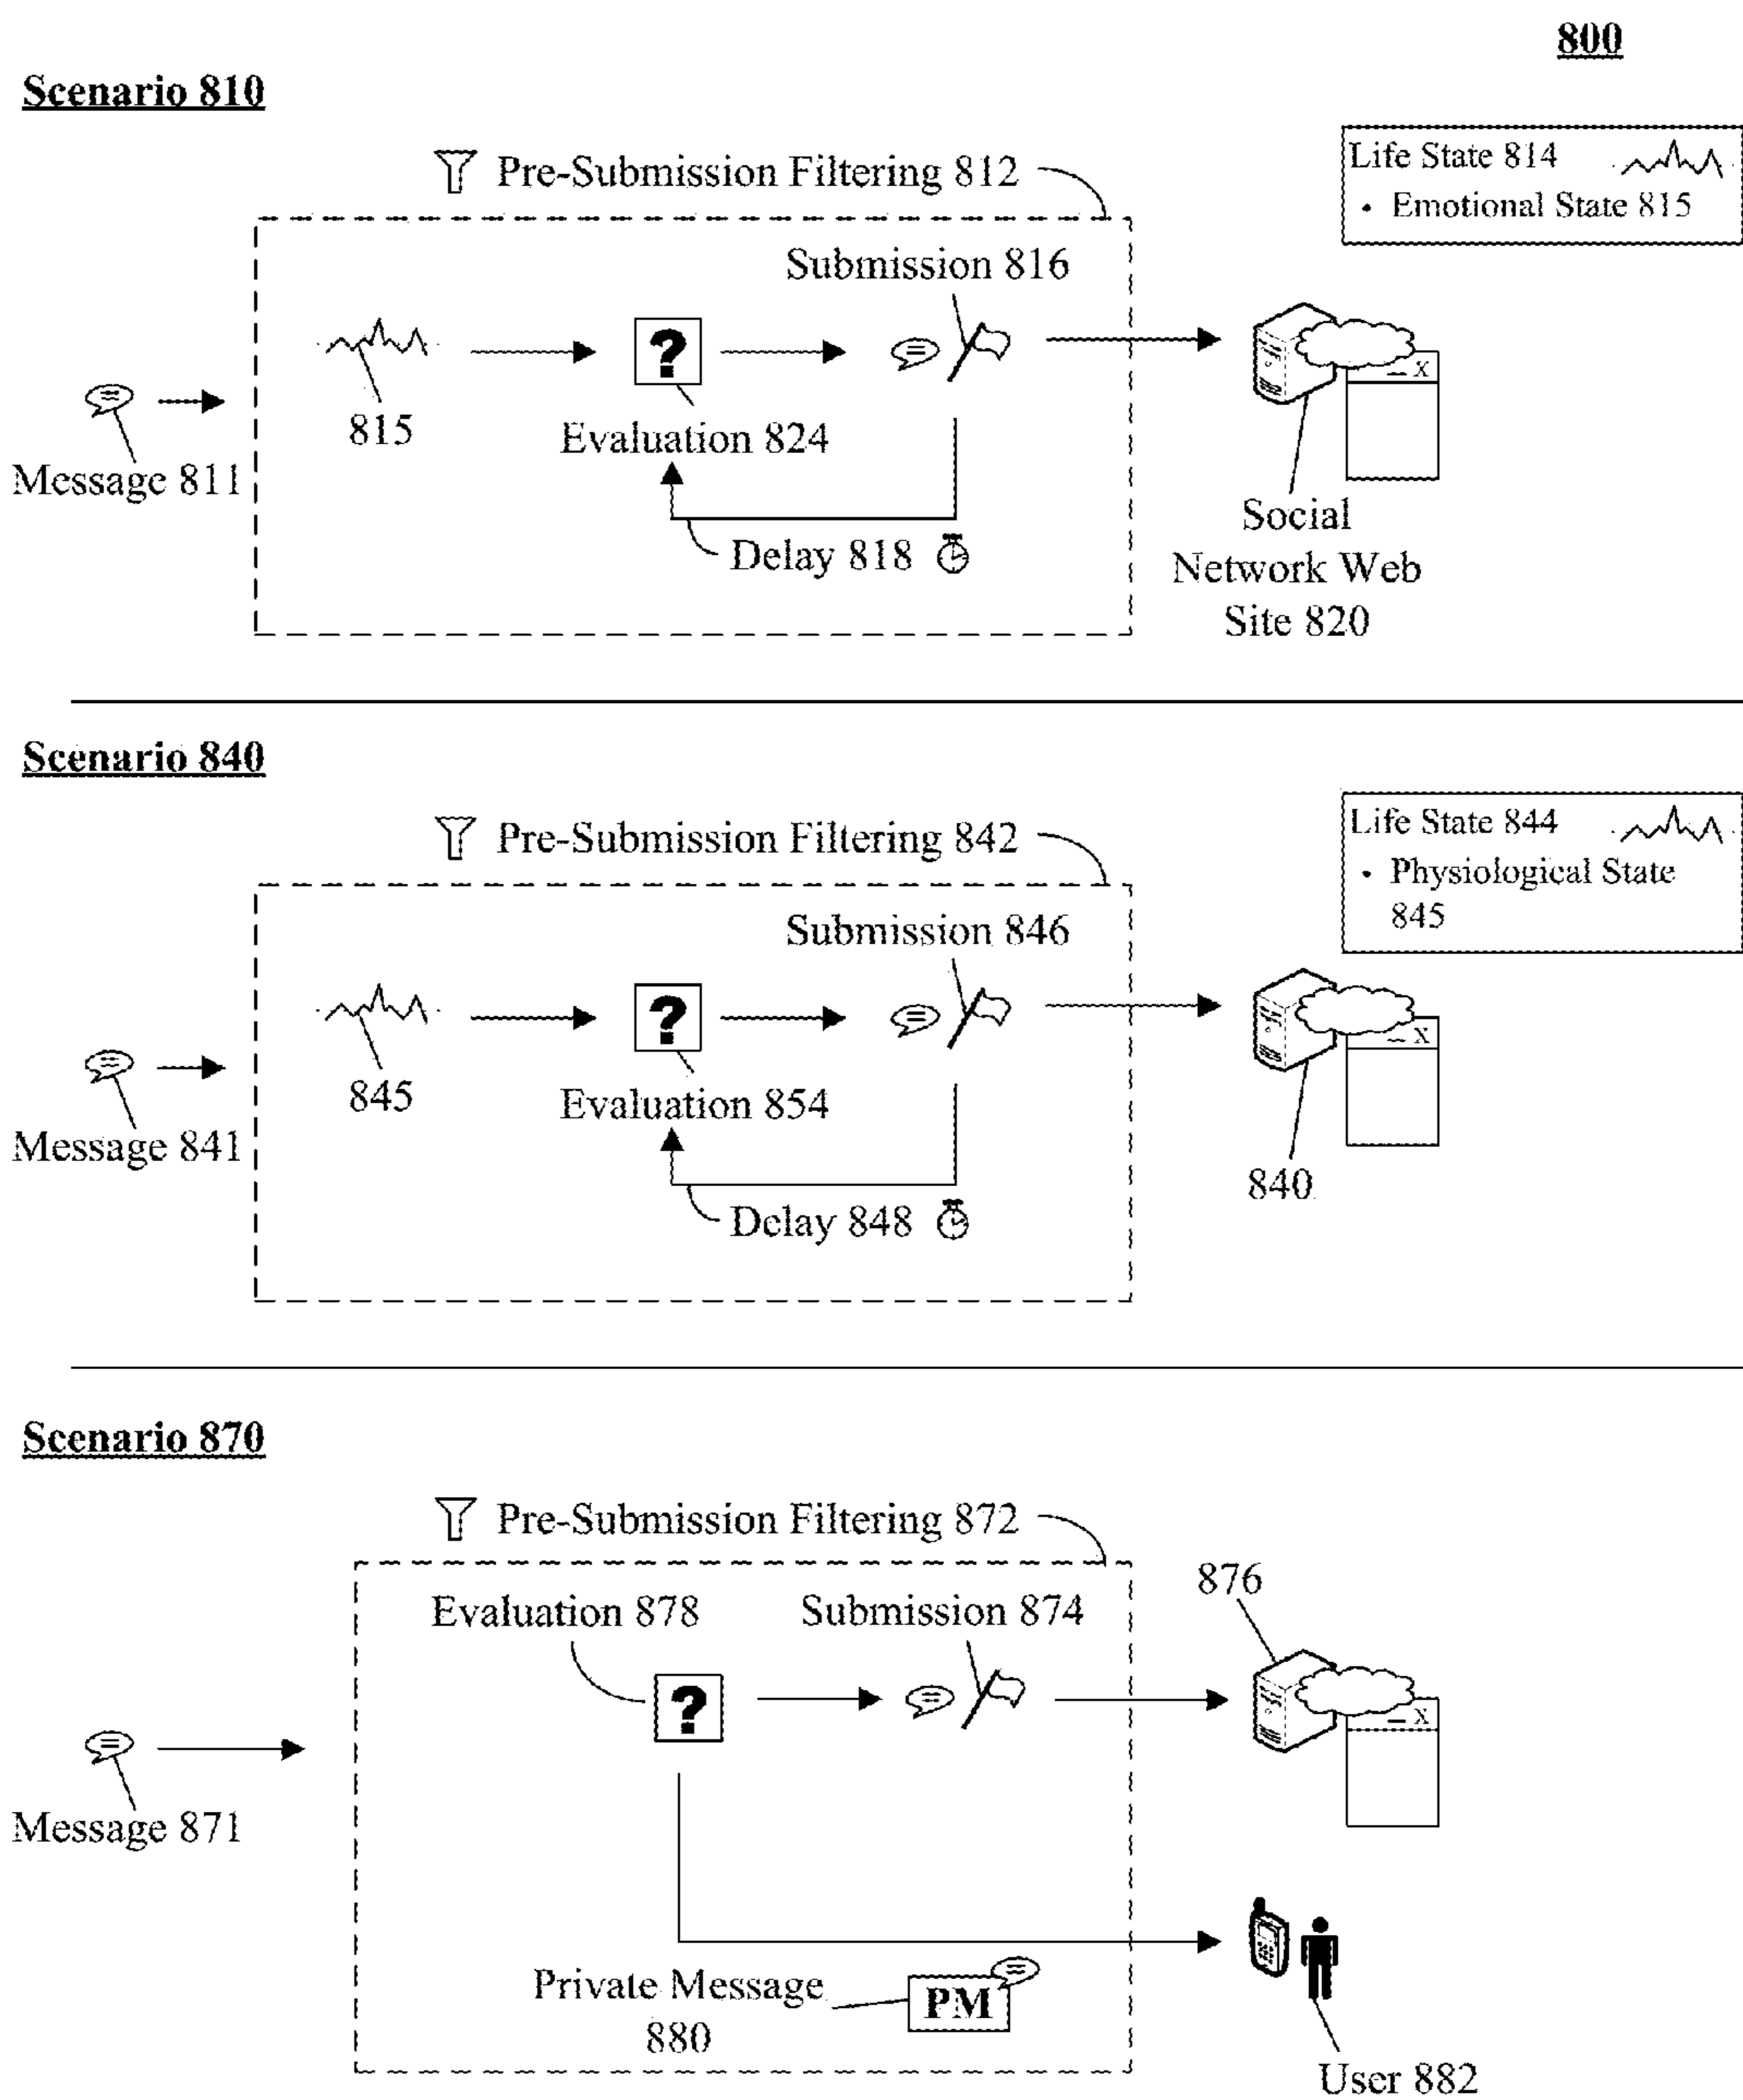 800
Scenario 810
Life State 814
• Emotional State 815
Pre-Submission Filtering 812
Submission 816
?
815
Evaluation 824
Message 811
Delay 818
_ X
Social
Network Web
Site 820
Scenario 840
Life State 844
• Physiological State
845
Pre-Submission Filtering 842
Submission 846
?
845
Evaluation 854
Message 841
Delay 848
_ X
840
Scenario 870
Pre-Submission Filtering 872
Evaluation 878
Submission 874
876
?
_ X
Message 871
Private Message
880
PM
User 882